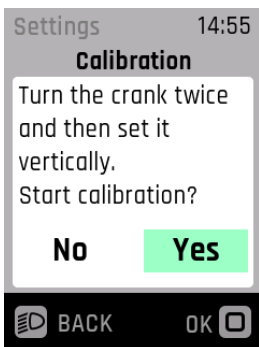 Settings 14:55
Calibration
Turn the crank twice
and then set it
vertically.
Start calibration?
No Yes
BACK OK